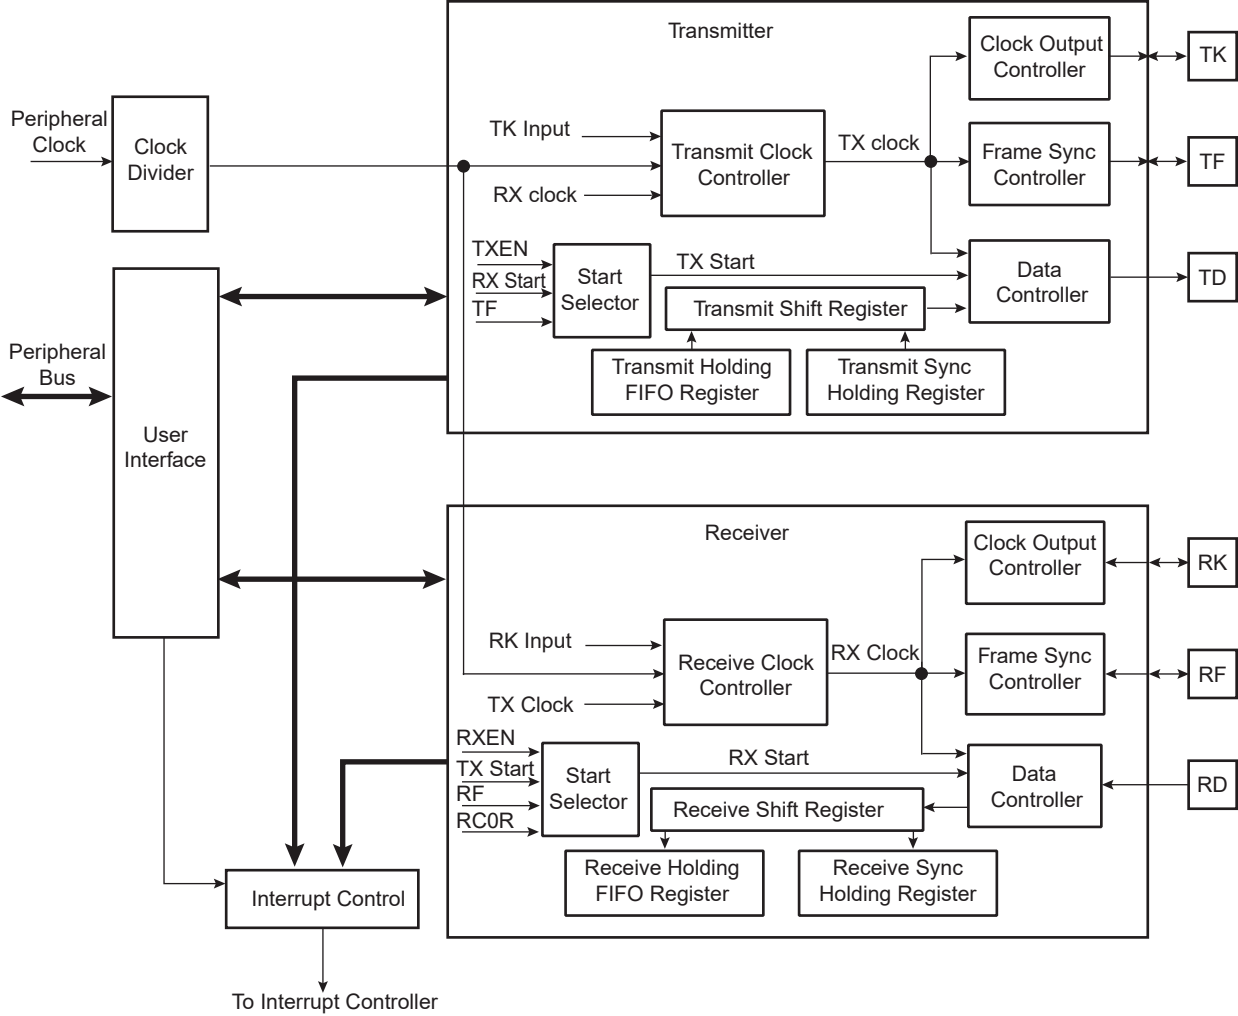 Transmitter
Clock Output
Controller
TK
Peripheral
Clock
Clock
Divider
TK Input
Transmit Clock
Controller
RX clock
TX clock
Frame Sync
Controller
TF
TXEN
RX Start
TF
Start
Selector
TX Start
Data
Controller
TD
Transmit Shift Register
Transmit Holding
FIFO Register
Transmit Sync
Holding Register
Peripheral
Bus
User
Interface
Receiver
Clock Output
Controller
RK
RK Input
Receive Clock
Controller
TX Clock
RX Clock
Frame Sync
Controller
RF
RXEN
TX Start
RF
RC0R
Start
Selector
RX Start
Data
Controller
RD
Receive Shift Register
Receive Holding
FIFO Register
Receive Sync
Holding Register
Interrupt Control
To Interrupt Controller